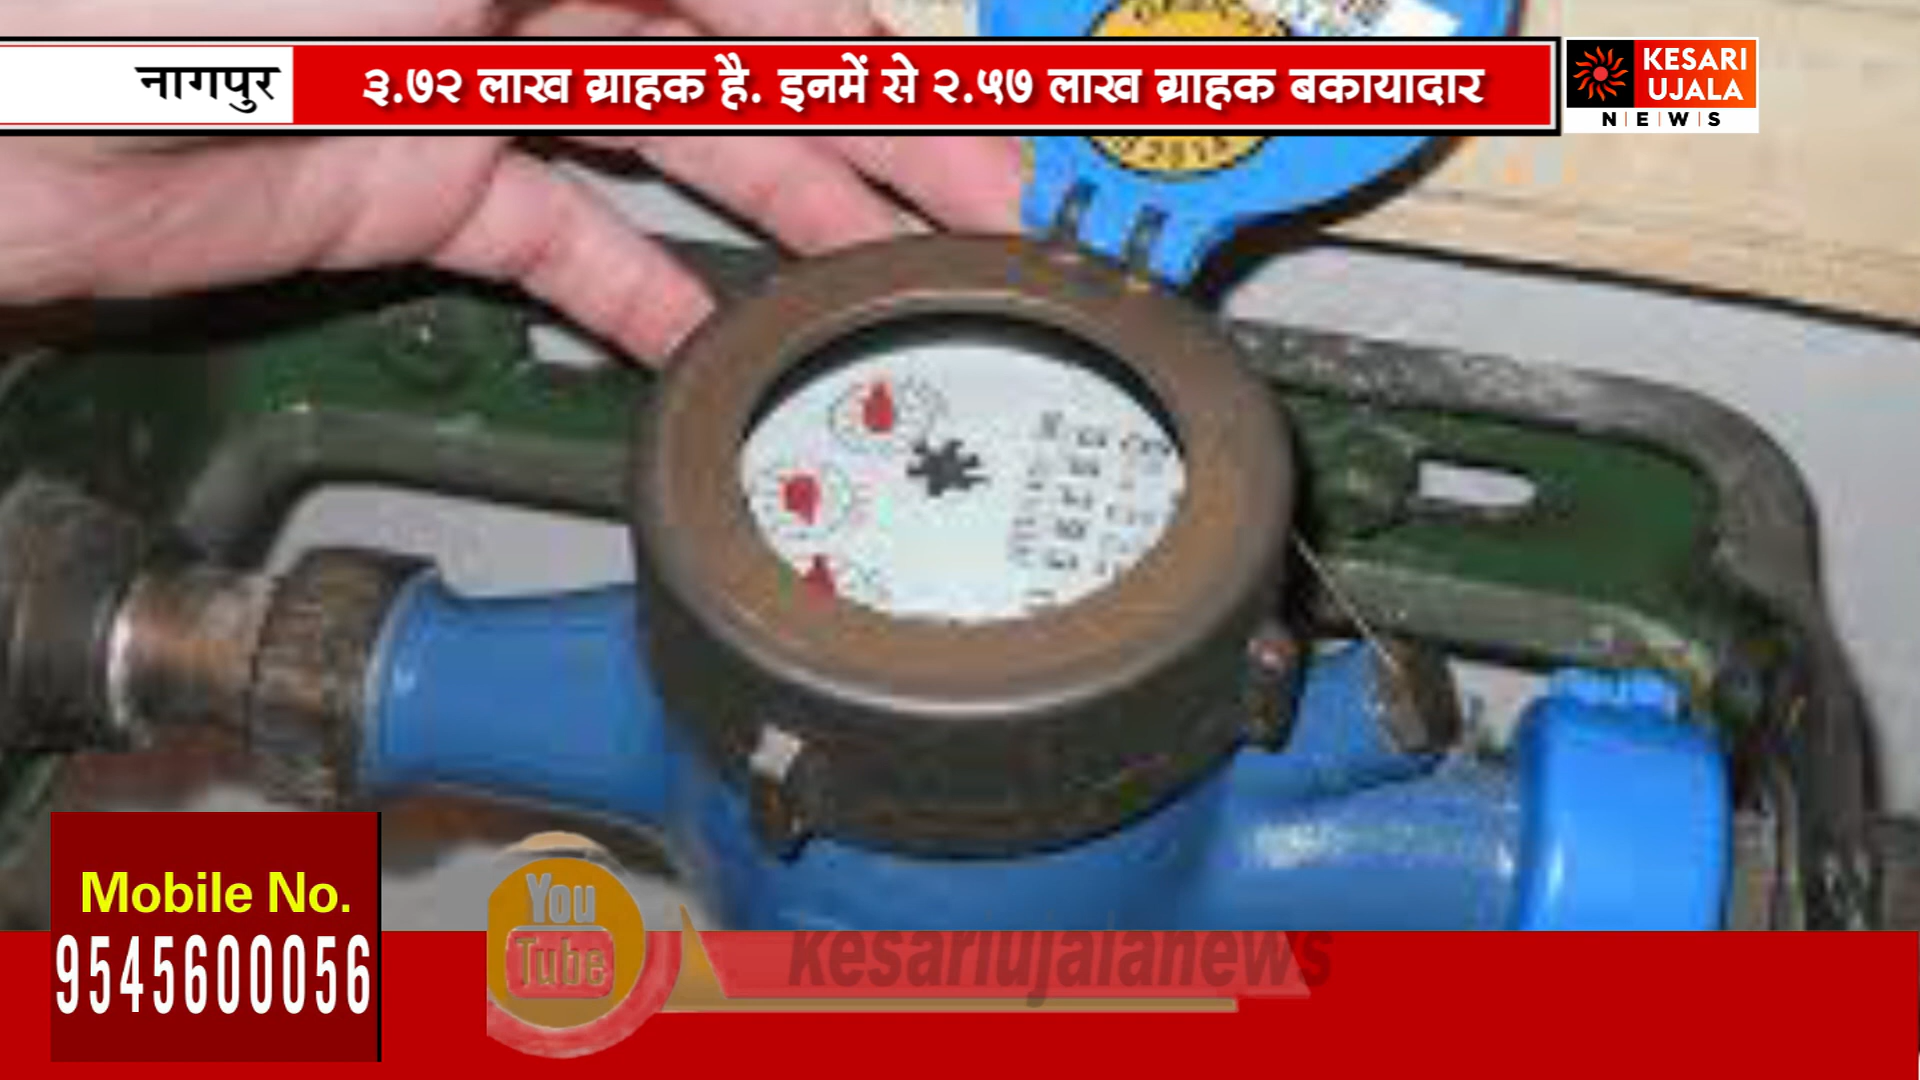 नागपुर
३.७२ लाख ग्राहक है. इनमें से २.५७ लाख ग्राहक बकायादार
KESARI
UJALA
NEWS
Mobile No.
9545600056
You
Tube
kesariujalanews